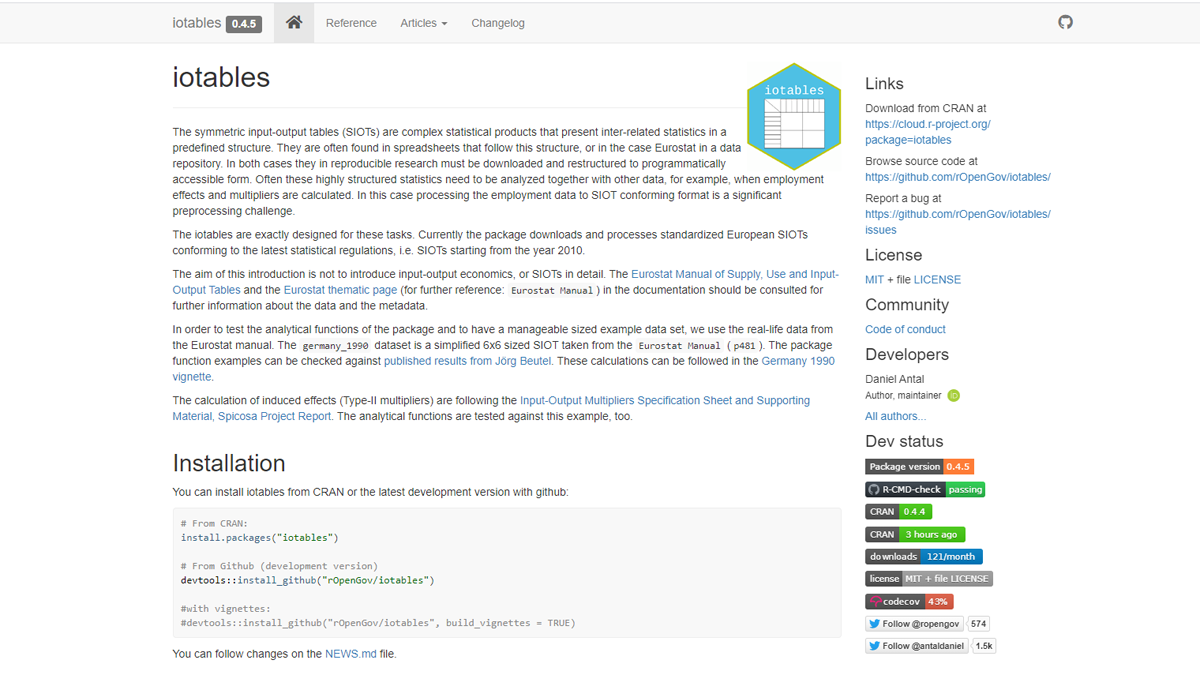 iotables 0.4.5 Reference Articles Changelog
iotables
iotables
The symmetric input-output tables (SIOTs) are complex statistical products that present inter-related statistics in a
predefined structure. They are often found in spreadsheets that follow this structure, or in the case Eurostat in a data
repository. In both cases they in reproducible research must be downloaded and restructured to programmatically
accessible form. Often these highly structured statistics need to be analyzed together with other data, for example, when employment
effects and multipliers are calculated. In this case processing the employment data to SIOT conforming format is a significant
preprocessing challenge.
The iotables are exactly designed for these tasks. Currently the package downloads and processes standardized European SIOTs
conforming to the latest statistical regulations, i.e. SIOTs starting from the year 2010.
The aim of this introduction is not to introduce input-output economics, or SIOTs in detail. The Eurostat Manual of Supply, Use and Input-
Output Tables and the Eurostat thematic page (for further reference: Eurostat Manual) in the documentation should be consulted for
further information about the data and the metadata.
In order to test the analytical functions of the package and to have a manageable sized example data set, we use the real-life data from
the Eurostat manual. The germany_1990 dataset is a simplified 6x6 sized SIOT taken from the Eurostat Manual (p481). The package
function examples can be checked against published results from Jörg Beutel. These calculations can be followed in the Germany 1990
vignette.
The calculation of induced effects (Type-II multipliers) are following the Input-Output Multipliers Specification Sheet and Supporting
Material, Spicosa Project Report. The analytical functions are tested against this example, too.
Installation
You can install iotables from CRAN or the latest development version with github:
# From CRAN:
install.packages("iotables")
# From Github (development version)
devtools::install_github("rOpenGov/iotables")
#with vignettes:
#devtools::install_github("rOpenGov/iotables", build_vignettes = TRUE)
You can follow changes on the NEWS.md file.
Links
Download from CRAN at
https://cloud.r-project.org/
package=iotables
Browse source code at
https://github.com/rOpenGov/iotables/
Report a bug at
https://github.com/rOpenGov/iotables/
issues
License
MIT + file LICENSE
Community
Code of conduct
Developers
Daniel Antal
Author, maintainer iD
All authors...
Dev status
Package version 0.4.5
R-CMD-check passing
CRAN 0.4.4
CRAN 3 hours ago
downloads 121/month
license MIT + file LICENSE
codecov 43%
Follow @ropengov 574
Follow @antaldaniel 1.5k